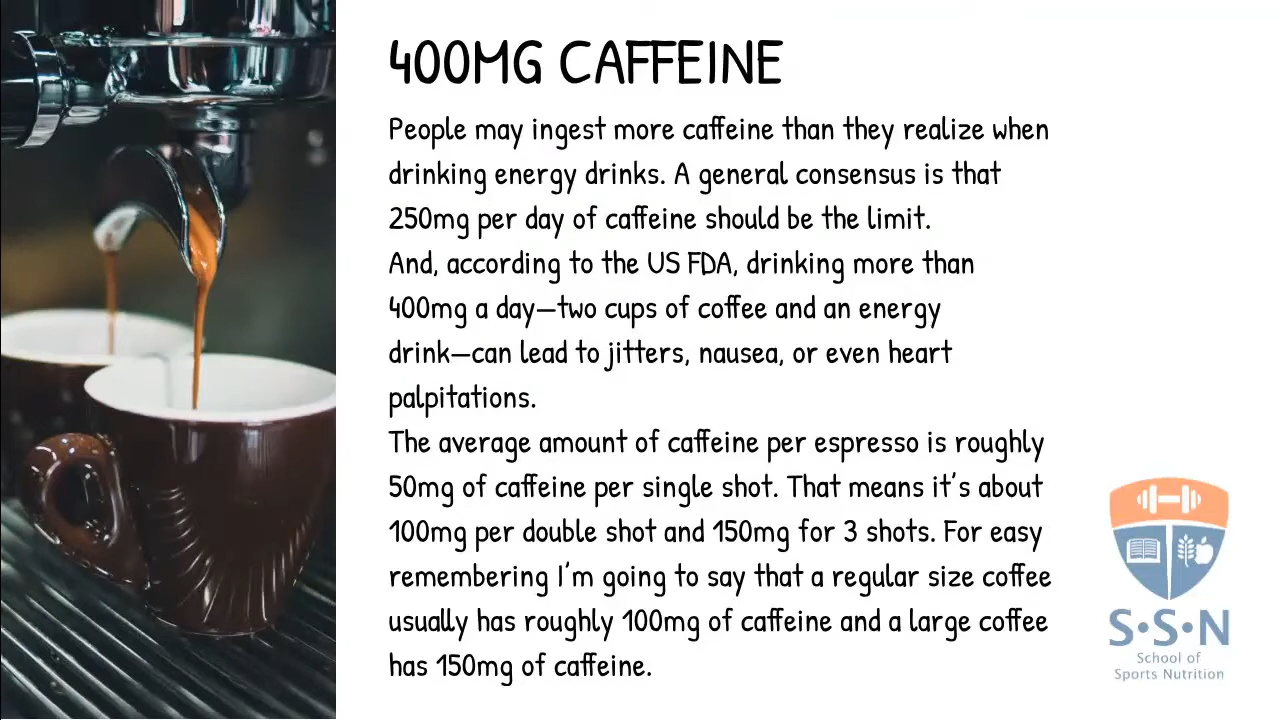 400MG CAFFEINE
People may ingest more caffeine than they realize when
drinking energy drinks. A general consensus is that
250mg per day of caffeine should be the limit.
And, according to the US FDA, drinking more than
400mg a day—two cups of coffee and an energy
drink—can lead to jitters, nausea, or even heart
palpitations.
The average amount of caffeine per espresso is roughly
50mg of caffeine per single shot. That means it's about
100mg per double shot and 150mg for 3 shots. For easy
remembering I'm going to say that a regular size coffee
usually has roughly 100mg of caffeine and a large coffee
has 150mg of caffeine.
S•S•N
School of
Sports Nutrition